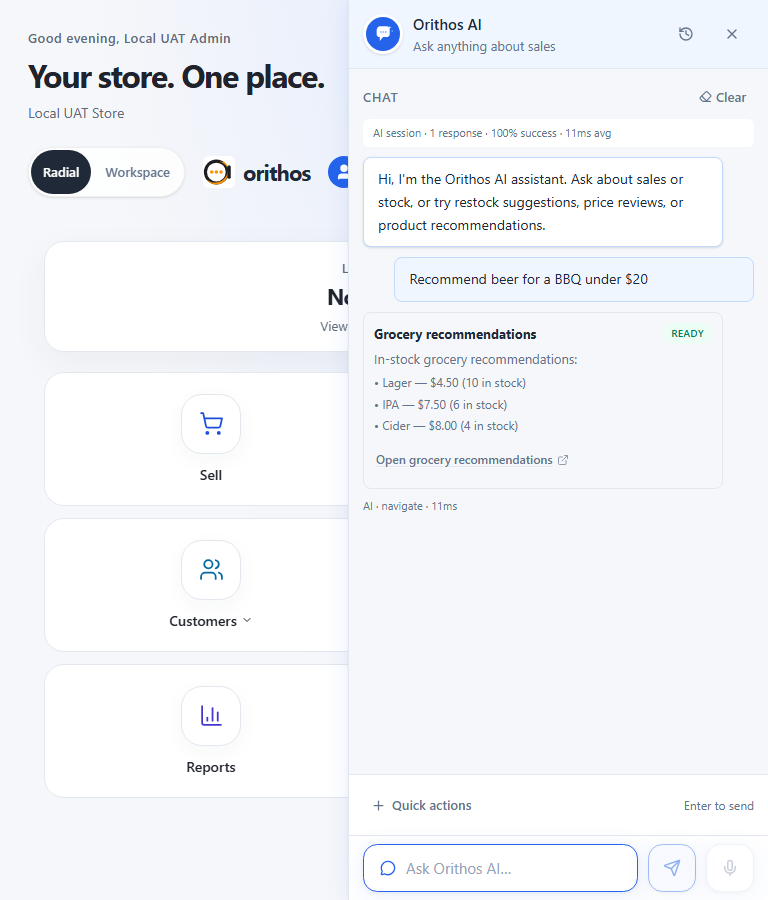 Good evening, Local UAT Admin
Your store. One place.
Local UAT Store
Radial
Workspace
orithos
View
Sell
Customers
Reports
Orithos AI
Ask anything about sales
CHAT
Clear
AI session · 1 response · 100% success · 11ms avg
Hi, I'm the Orithos AI assistant. Ask about sales or
stock, or try restock suggestions, price reviews, or
product recommendations.
Recommend beer for a BBQ under $20
Grocery recommendations
READY
In-stock grocery recommendations:
• Lager — $4.50 (10 in stock)
• IPA — $7.50 (6 in stock)
• Cider — $8.00 (4 in stock)
Open grocery recommendations
AI · navigate · 11ms
Quick actions
Enter to send
Ask Orithos AI...